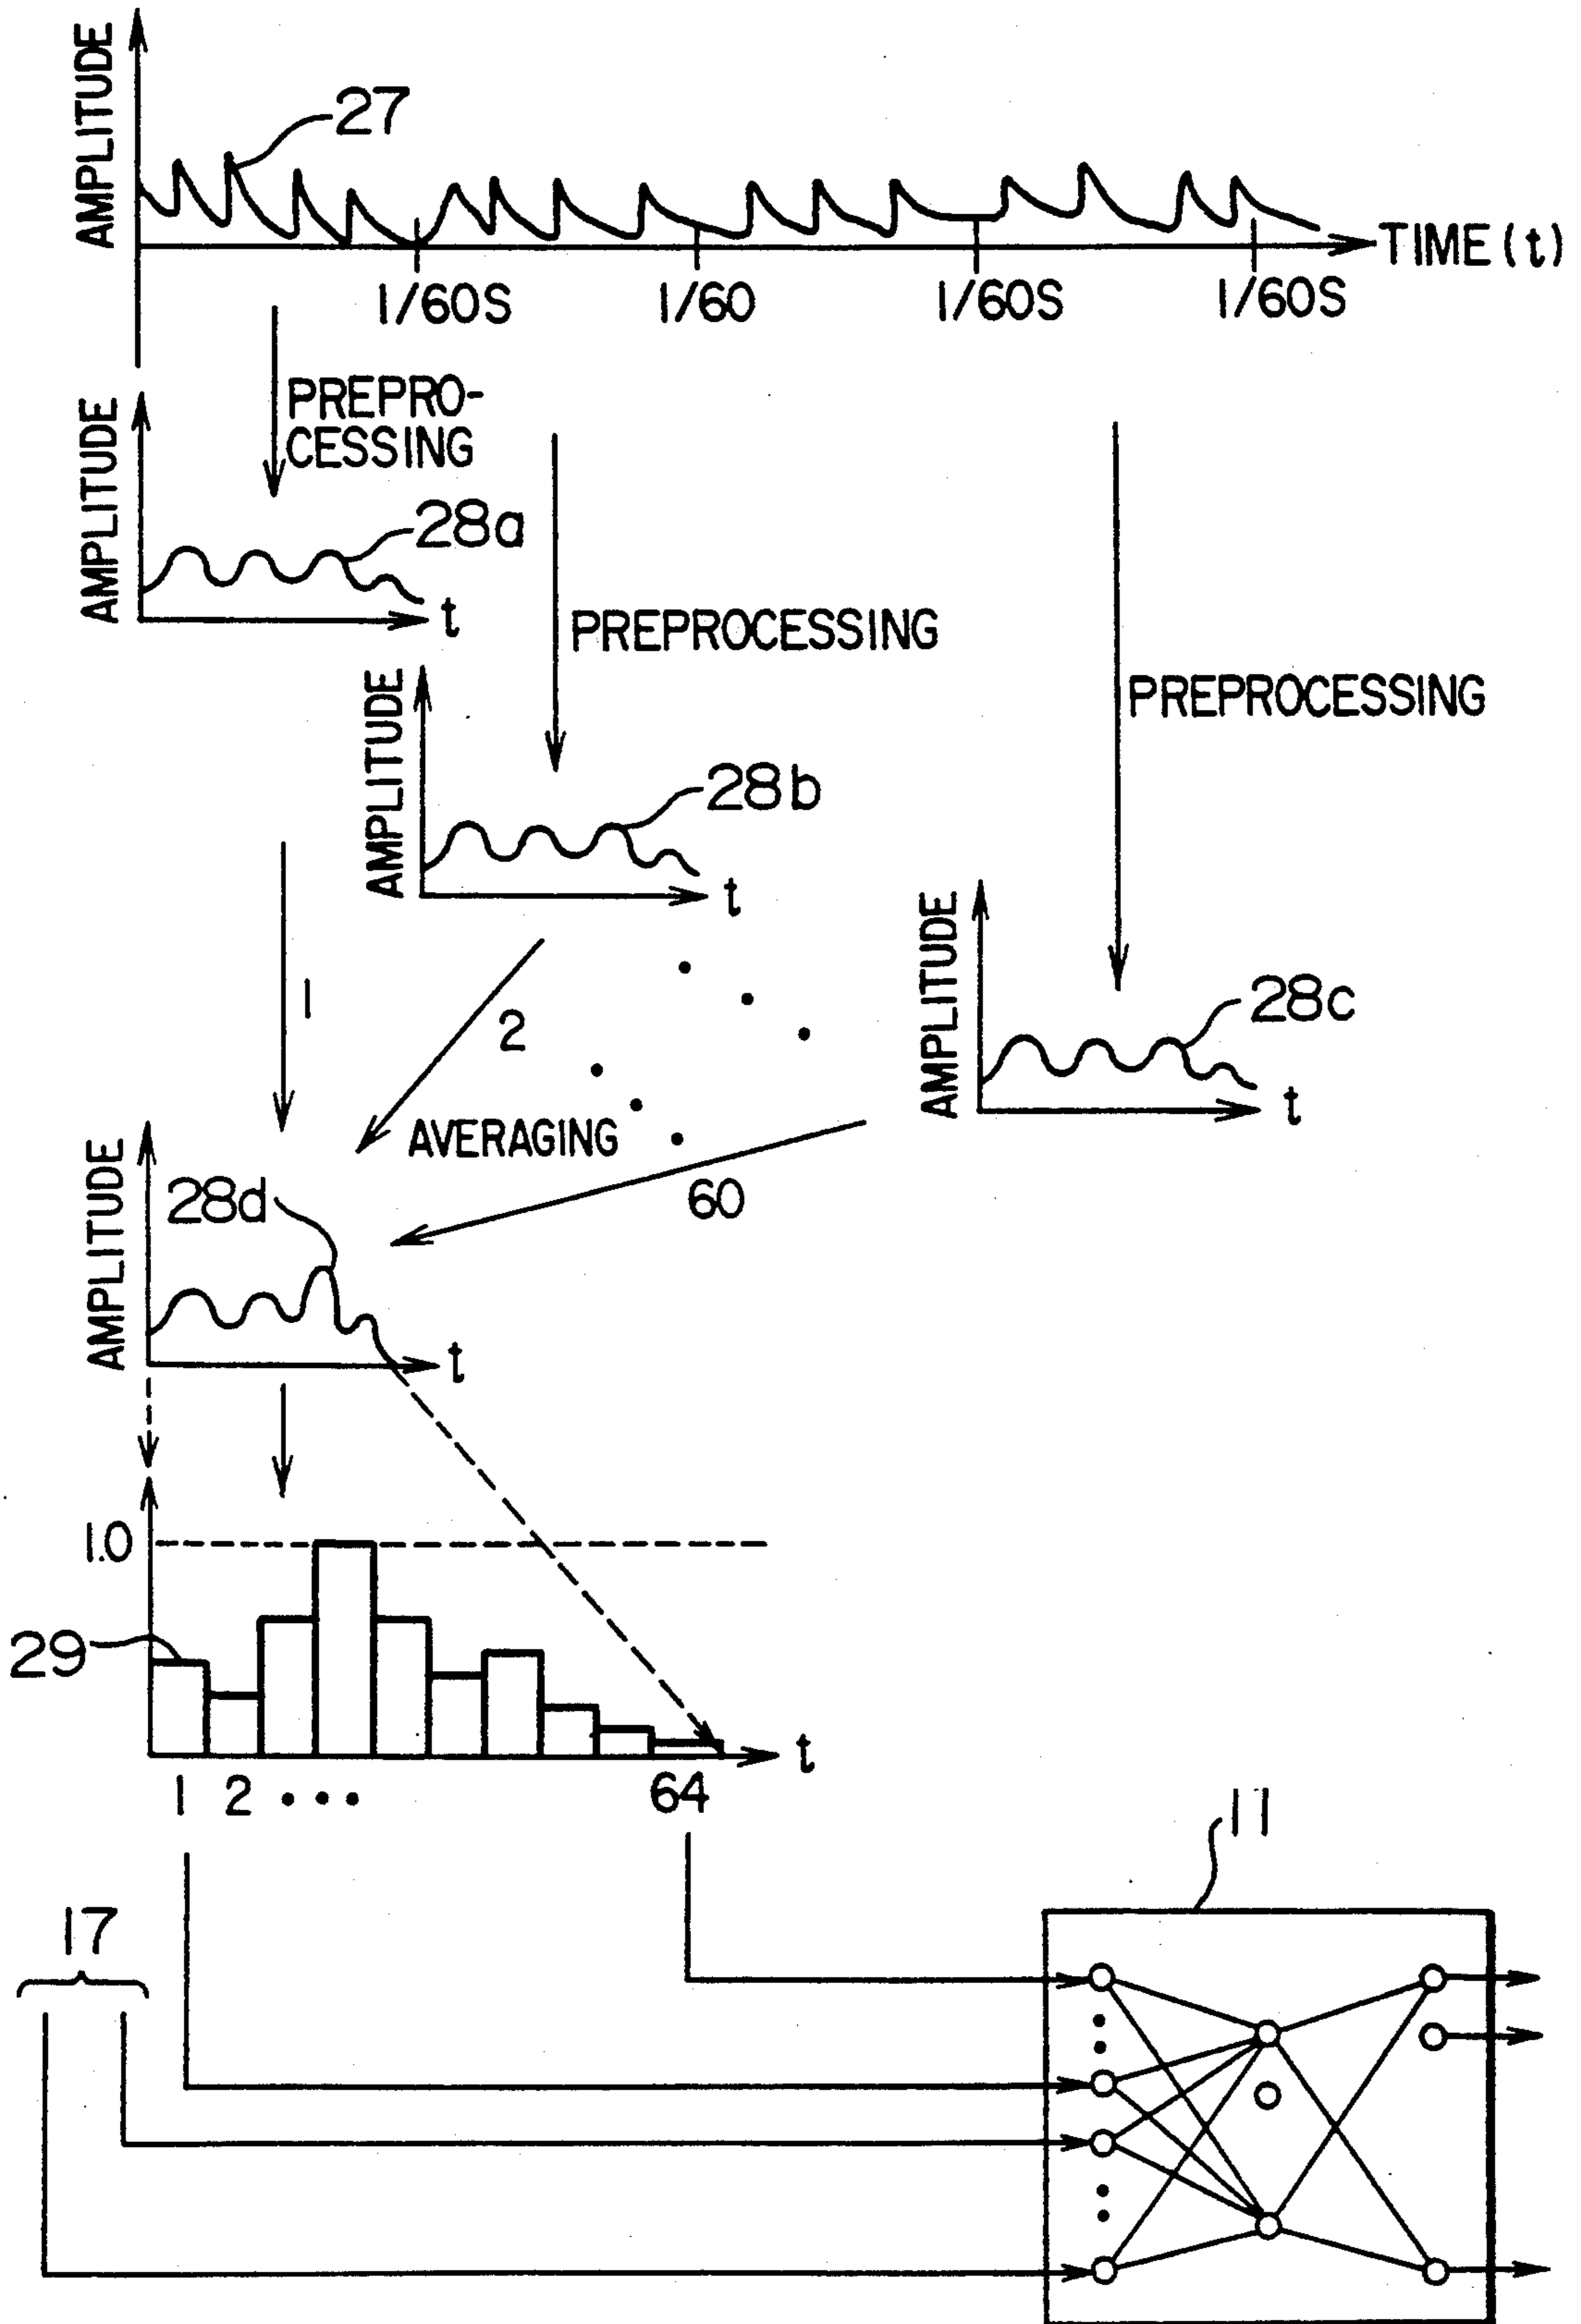 AMPLITUDE
27
TIME (t)
1/60S
1/60
1/60S
1/60S
PREPRO-
CESSING
AMPLITUDE
28a
t
PREPROCESSING
PREPROCESSING
AMPLITUDE
28b
t
AMPLITUDE
28c
t
1
2
AVERAGING
60
AMPLITUDE
28d
t
1.0
29
t
1 2 • • •
64
11
17